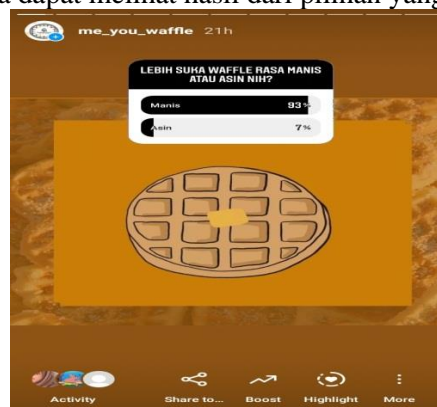 dapat melihat hasil dari pilihan yang
me_you_waffle 21h
LEBIH SUKA WAFFLE RASA MANIS
ATAU ASIN NIH?
Manis 93%
Asin 7%
Activity Share to... Boost Highlight More